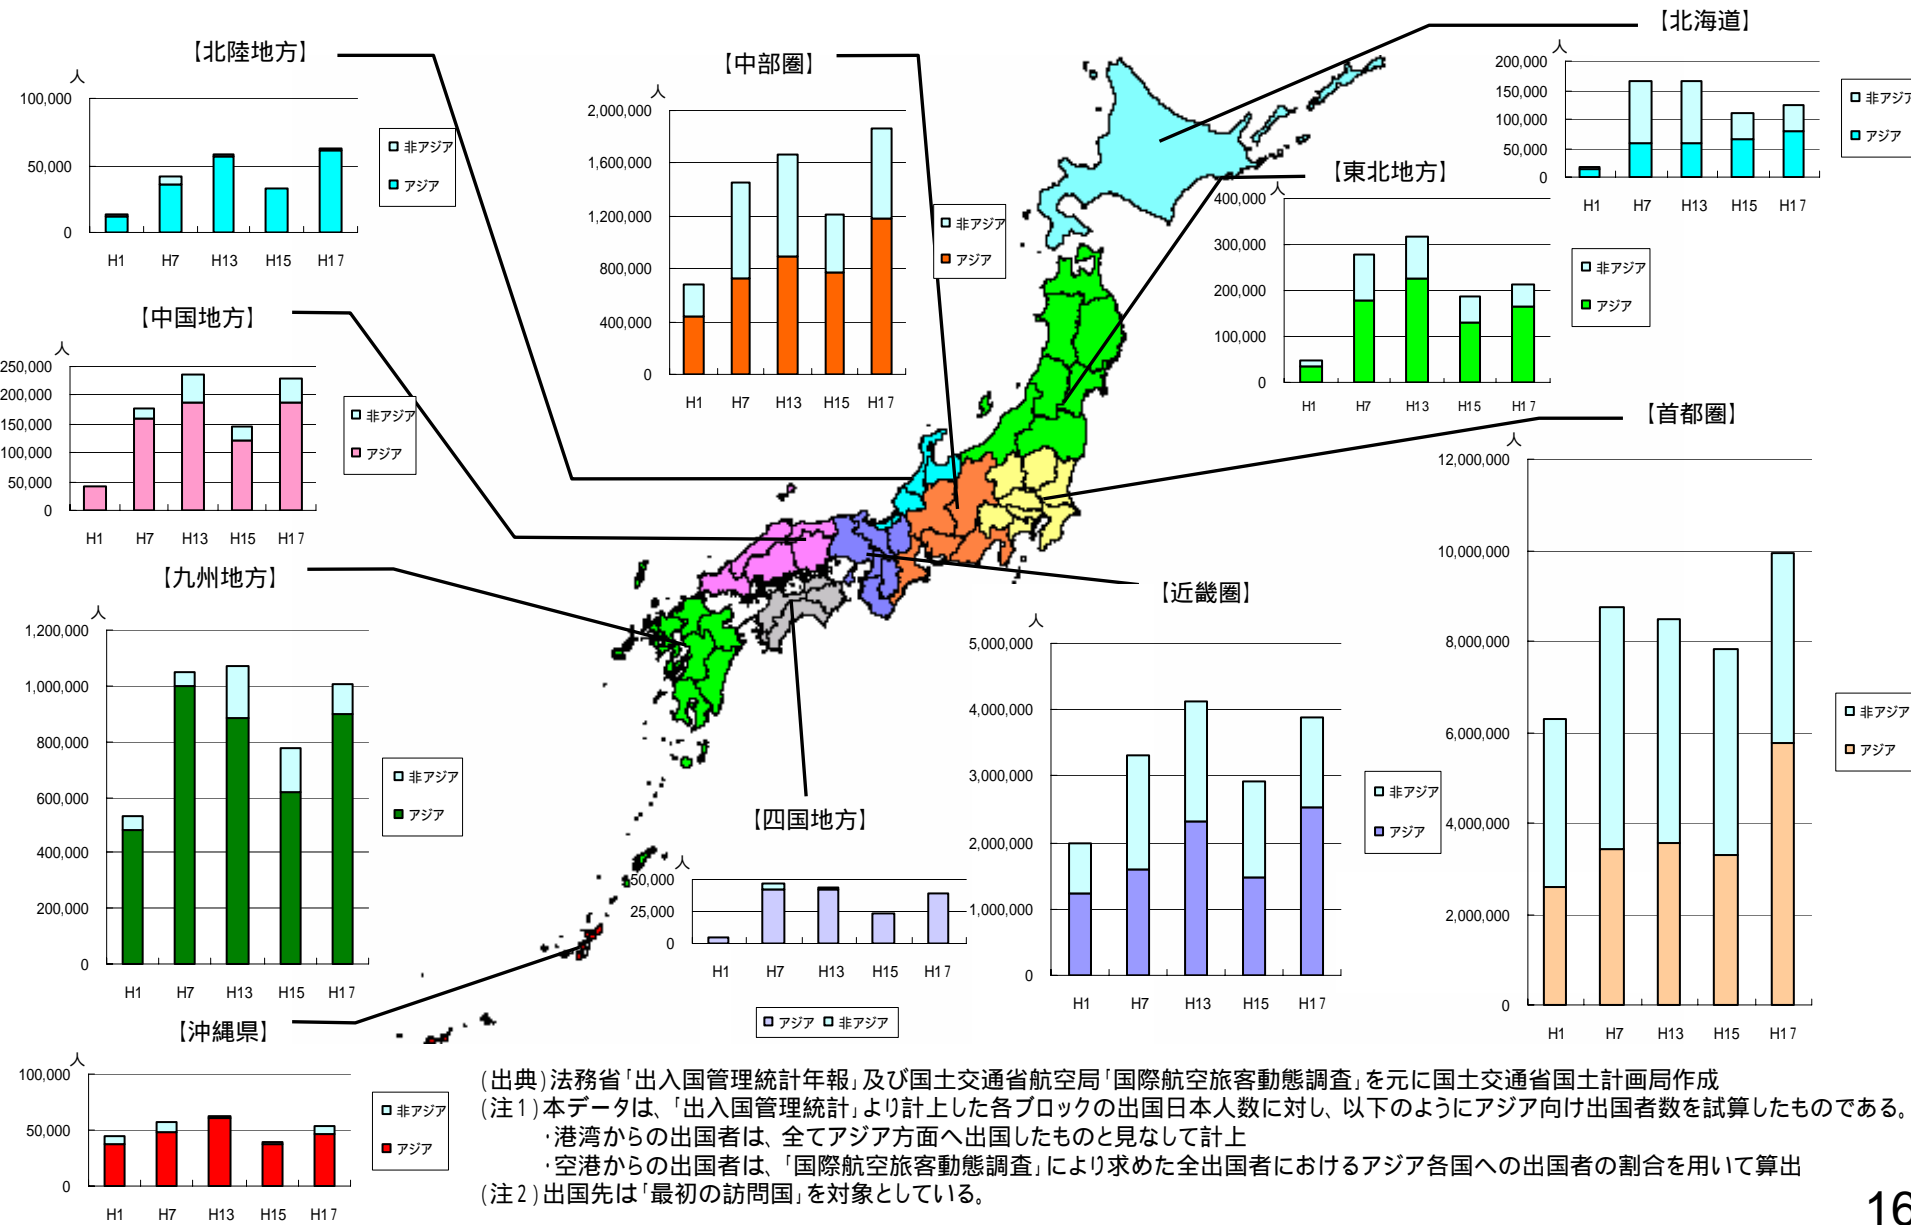 【北陸地方】
人
100,000
50,000
0
H1 H7 H13 H15 H17
非アジア
アジア
【中部圏】
人
2,000,000
1,600,000
1,200,000
800,000
400,000
0
H1 H7 H13 H15 H17
非アジア
アジア
【北海道】
人
200,000
150,000
100,000
50,000
0
H1 H7 H13 H15 H17
非アジア
アジア
【東北地方】
人
400,000
300,000
200,000
100,000
0
H1 H7 H13 H15 H17
非アジア
アジア
【中国地方】
人
250,000
200,000
150,000
100,000
50,000
0
H1 H7 H13 H15 H17
非アジア
アジア
【首都圏】
人
12,000,000
10,000,000
8,000,000
6,000,000
4,000,000
2,000,000
0
H1 H7 H13 H15 H17
非アジア
アジア
【九州地方】
人
1,200,000
1,000,000
800,000
600,000
400,000
200,000
0
H1 H7 H13 H15 H17
非アジア
アジア
【近畿圏】
人
5,000,000
4,000,000
3,000,000
2,000,000
1,000,000
0
H1 H7 H13 H15 H17
非アジア
アジア
【四国地方】
人
50,000
25,000
0
H1 H7 H13 H15 H17
アジア 非アジア
【沖縄県】
人
100,000
50,000
0
H1 H7 H13 H15 H17
非アジア
アジア
(出典)法務省「出入国管理統計年報」及び国土交通省航空局「国際航空旅客動態調査」を元に国土交通省国土計画局作成
(注1)本データは、「出入国管理統計」より計上した各ブロックの出国日本人数に対し、以下のようにアジア向け出国者数を試算したものである。
・港湾からの出国者は、全てアジア方面へ出国したものと見なして計上
・空港からの出国者は、「国際航空旅客動態調査」により求めた全出国者におけるアジア各国への出国者の割合を用いて算出
(注2)出国先は「最初の訪問国」を対象としている。
16